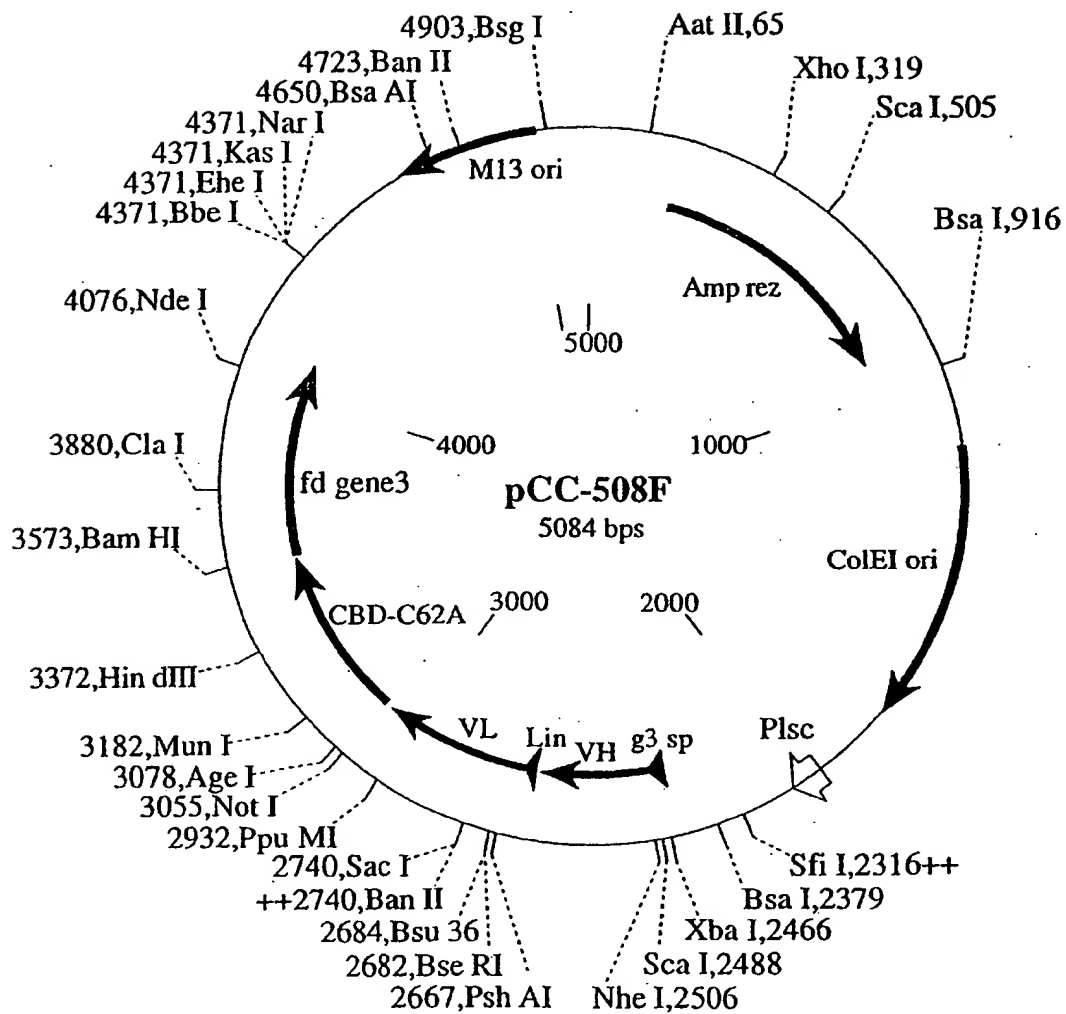 4903,Bsg I
Aat II,65
4723,Ban II
Xho I,319
4650,Bsa AI
Sca I,505
4371,Nar I
4371,Kas I
M13 ori
4371,Ehe I
4371,Bbe I
Bsa I,916
Amp rez
4076,Nde I
5000
3880,Cla I
4000
1000
fd gene3
pCC-508F
5084 bps
3573,Bam HI
ColEI ori
CBD-C62A
3000
2000
3372,Hin dIII
VL
Lin
VH
g3 sp
Plsc
3182,Mun I
3078,Age I
3055,Not I
2932,Ppu MI
2740,Sac I
Sfi I,2316++
++2740,Ban II
Bsa I,2379
2684,Bsu 36
Xba I,2466
2682,Bse RI
Sca I,2488
2667,Psh AI
Nhe I,2506